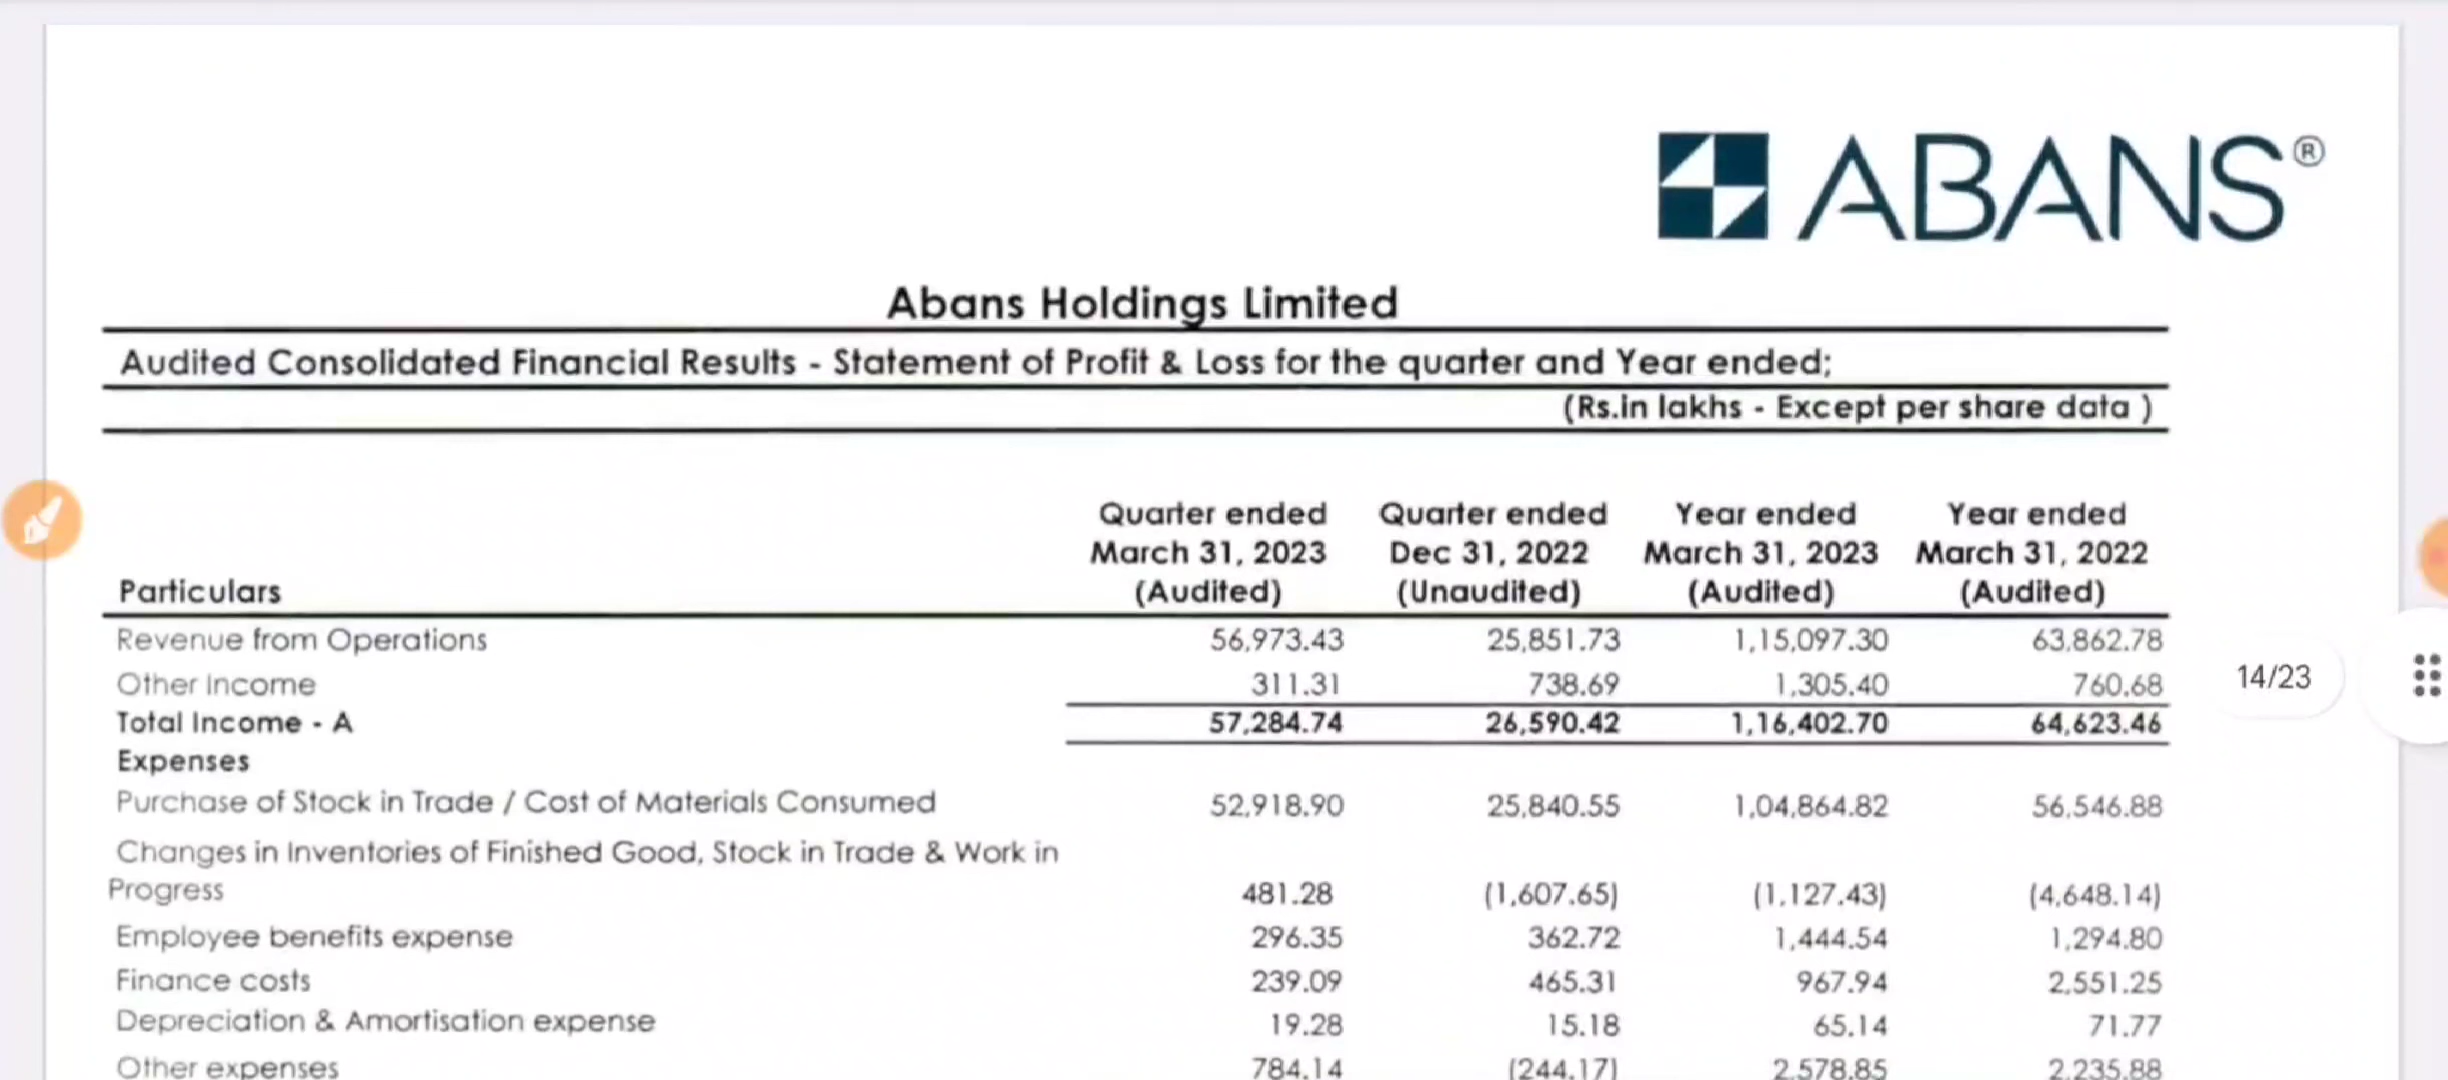 ABANS®
Abans Holdings Limited
Audited Consolidated Financial Results - Statement of Profit & Loss for the quarter and Year ended;
(Rs.in lakhs - Except per share data )
Quarter ended Quarter ended Year ended Year ended
March 31, 2023 Dec 31, 2022 March 31, 2023 March 31, 2022
Particulars (Audited) (Unaudited) (Audited) (Audited)
Revenue from Operations 56,973.43 25,851.73 1,15,097.30 63,862.78
Other Income 311.31 738.69 1,305.40 760.68
14/23
Total Income - A 57,284.74 26,590.42 1,16,402.70 64,623.46
Expenses
Purchase of Stock in Trade / Cost of Materials Consumed 52,918.90 25,840.55 1,04,864.82 56,546.88
Changes in Inventories of Finished Good, Stock in Trade & Work in
Progress 481.28 (1,607.65) (1,127.43) (4,648.14)
Employee benefits expense 296.35 362.72 1,444.54 1,294.80
Finance costs 239.09 465.31 967.94 2,551.25
Depreciation & Amortisation expense 19.28 15.18 65.14 71.77
Other expenses 784.14 (244.17) 2,578.85 2,235.88